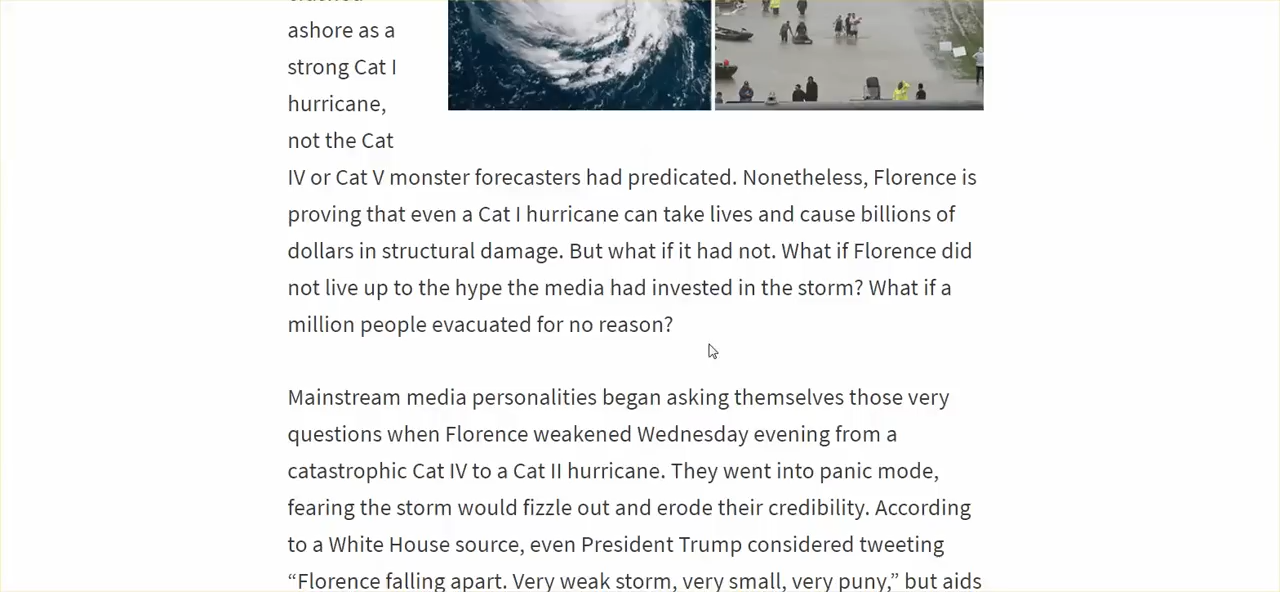 ashore as a
strong Cat I
hurricane,
not the Cat
IV or Cat V monster forecasters had predicated. Nonetheless, Florence is
proving that even a Cat I hurricane can take lives and cause billions of
dollars in structural damage. But what if it had not. What if Florence did
not live up to the hype the media had invested in the storm? What if a
million people evacuated for no reason?
Mainstream media personalities began asking themselves those very
questions when Florence weakened Wednesday evening from a
catastrophic Cat IV to a Cat II hurricane. They went into panic mode,
fearing the storm would fizzle out and erode their credibility. According
to a White House source, even President Trump considered tweeting
“Florence falling apart. Very weak storm, very small, very puny,” but aids